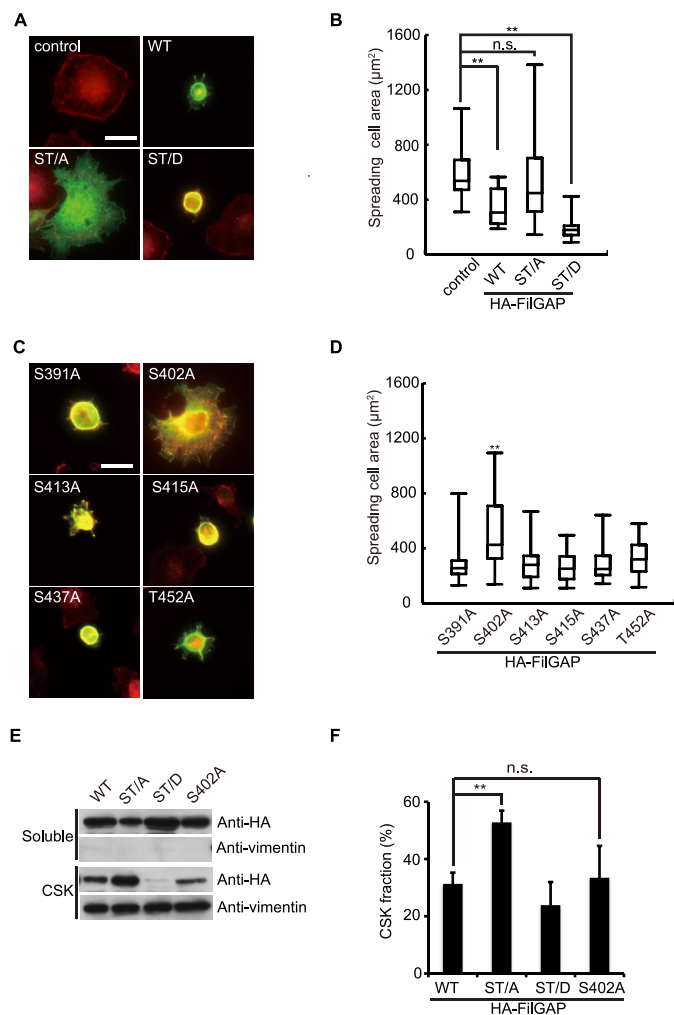 A
control
WT
ST/A
ST/D
B
Spreading cell area (μm²)
1600
1200
800
400
0
**
n.s.
**
control
WT
ST/A
ST/D
HA-FilGAP
C
S391A
S402A
S413A
S415A
S437A
T452A
D
Spreading cell area (μm²)
1600
1200
800
400
0
**
S391A
S402A
S413A
S415A
S437A
T452A
HA-FilGAP
E
WT
ST/A
ST/D
S402A
Soluble
Anti-HA
Anti-vimentin
CSK
Anti-HA
Anti-vimentin
F
CSK fraction (%)
60
40
20
0
n.s.
**
WT
ST/A
ST/D
S402A
HA-FilGAP